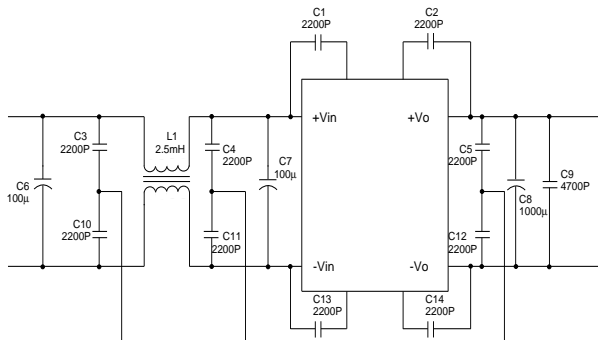 C1
2200P
C2
2200P
+Vin
+Vo
L1
2.5mH
C3
2200P
C4
2200P
C7
100µ
C5
2200P
C6
100µ
C9
4700P
C8
1000µ
C10
2200P
C11
2200P
C12
2200P
-Vin
-Vo
C13
2200P
C14
2200P